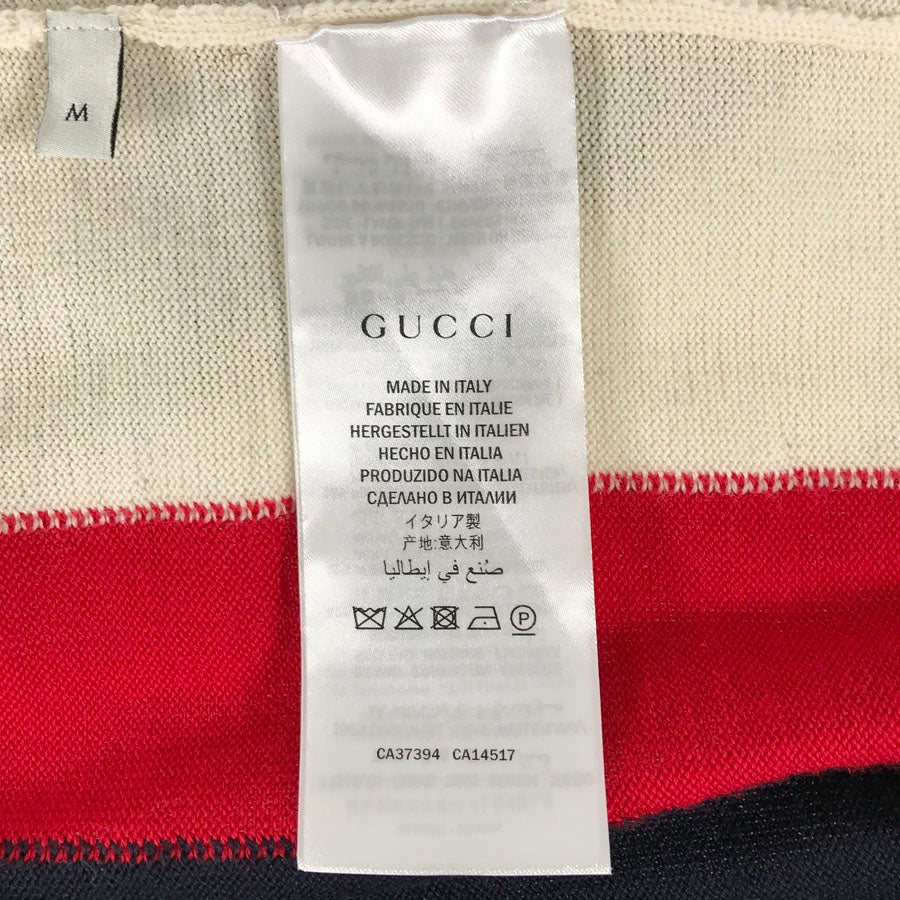 M
GUCCI
MADE IN ITALY
FABRIQUE EN ITALIE
HERGESTELLT IN ITALIEN
HECHO EN ITALIA
PRODUZIDO NA ITALIA
СДЕЛАНО В ИТАЛИИ
イタリア製
产地:意大利
صُنع في إيطاليا
P
CA37394 CA14517